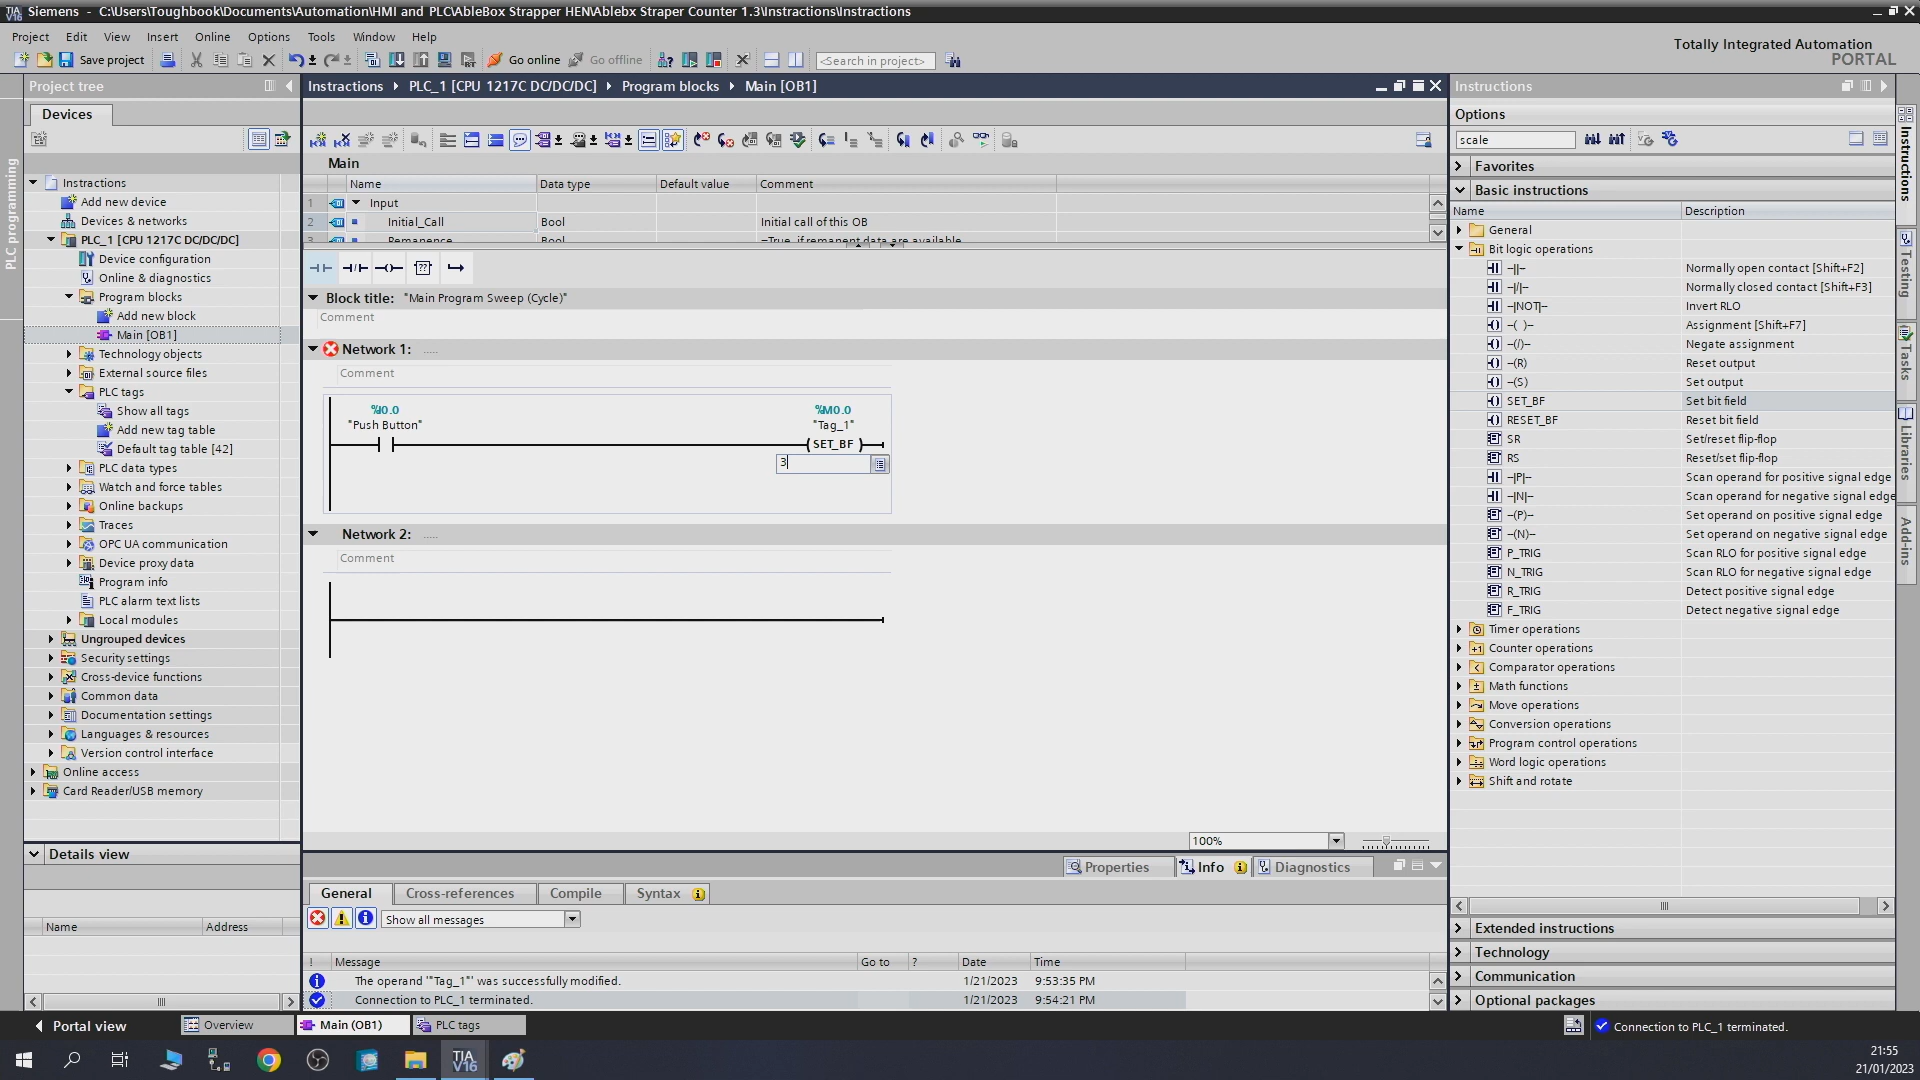 Siemens  -  C:\Users\Toughbook\Documents\Automation\HMI and PLC\AbleBox Strapper HEN\Ablebx Straper Counter 1.3\Instractions\Instractions
Project Edit View Insert Online Options Tools Window Help
Totally Integrated Automation
PORTAL
Save project
Go online
Go offline
<Search in project>
Project tree
Devices
PLC programming
Instractions
Add new device
Devices & networks
PLC_1 [CPU 1217C DC/DC/DC]
Device configuration
Online & diagnostics
Program blocks
Add new block
Main [OB1]
Technology objects
External source files
PLC tags
Show all tags
Add new tag table
Default tag table [42]
PLC data types
Watch and force tables
Online backups
Traces
OPC UA communication
Device proxy data
Program info
PLC alarm text lists
Local modules
Ungrouped devices
Security settings
Cross-device functions
Common data
Documentation settings
Languages & resources
Version control interface
Online access
Card Reader/USB memory
Details view
Name Address
Instractions PLC_1 [CPU 1217C DC/DC/DC] Program blocks Main [OB1]
Main
Name Data type Default value Comment
1 Input
2 Initial_Call Bool Initial call of this OB
3 Remanence Bool =True, if remanent data are available
??
Block title: "Main Program Sweep (Cycle)"
Comment
Network 1: .....
Comment
%I0.0
"Push Button"
%M0.0
"Tag_1"
SET_BF
3
Network 2: .....
Comment
100%
Properties Info Diagnostics
General Cross-references Compile Syntax
Show all messages
! Message Go to ? Date Time
The operand '"Tag_1"' was successfully modified. 1/21/2023 9:53:35 PM
Connection to PLC_1 terminated. 1/21/2023 9:54:21 PM
Instructions
Options
scale
Favorites
Basic instructions
Name Description
General
Bit logic operations
-||- Normally open contact [Shift+F2]
-|/|- Normally closed contact [Shift+F3]
-|NOT|- Invert RLO
-( )- Assignment [Shift+F7]
-(/)- Negate assignment
-(R) Reset output
-(S) Set output
SET_BF Set bit field
RESET_BF Reset bit field
SR Set/reset flip-flop
RS Reset/set flip-flop
-|P|- Scan operand for positive signal edge
-|N|- Scan operand for negative signal edge
-(P)- Set operand on positive signal edge
-(N)- Set operand on negative signal edge
P_TRIG Scan RLO for positive signal edge
N_TRIG Scan RLO for negative signal edge
R_TRIG Detect positive signal edge
F_TRIG Detect negative signal edge
Timer operations
Counter operations
Comparator operations
Math functions
Move operations
Conversion operations
Program control operations
Word logic operations
Shift and rotate
Extended instructions
Technology
Communication
Optional packages
Instructions
Testing
Tasks
Libraries
Add-ins
Portal view Overview Main (OB1) PLC tags
Connection to PLC_1 terminated.
TIA
V16
21:55
21/01/2023